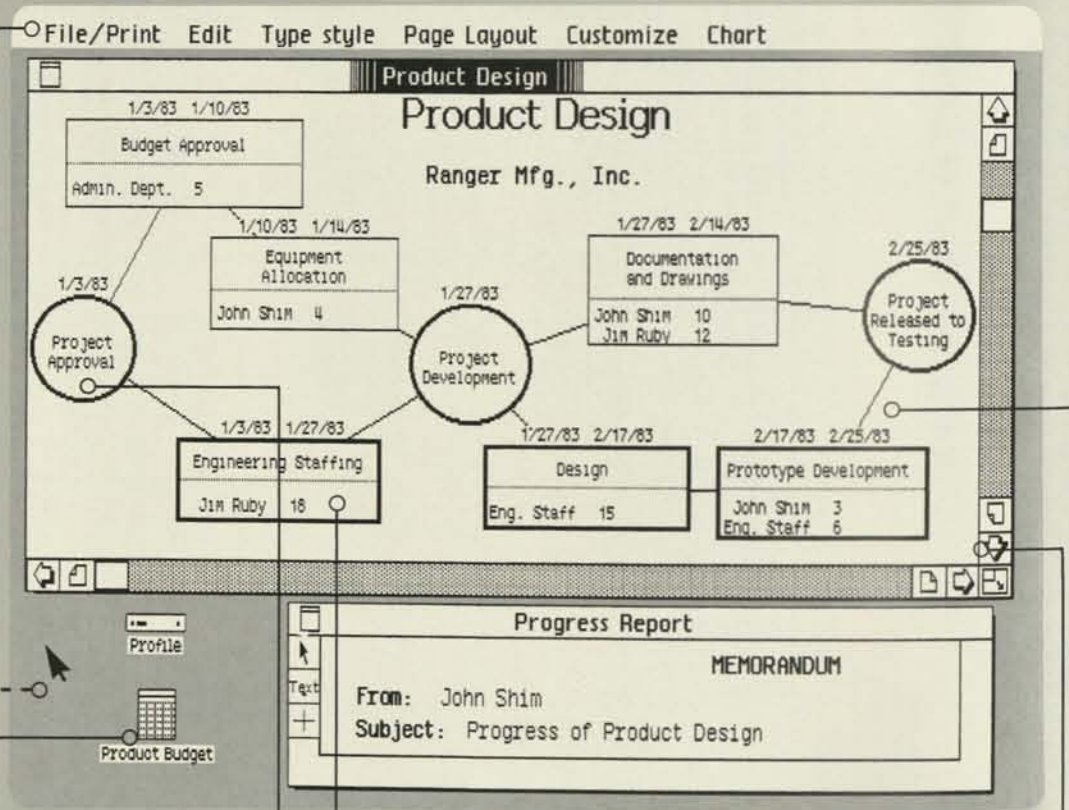 File/Print Edit Type style Page Layout Customize Chart
Product Design
Product Design
Ranger Mfg., Inc.
1/3/83 1/10/83
Budget Approval
Admin. Dept. 5
1/10/83 1/14/83
Equipment
Allocation
John Shim 4
1/3/83
Project
Approval
1/27/83
Project
Development
1/27/83 2/14/83
Documentation
and Drawings
John Shim 10
Jim Ruby 12
2/25/83
Project
Released to
Testing
1/3/83 1/27/83
Engineering Staffing
Jim Ruby 18
1/27/83 2/17/83
Design
Eng. Staff 15
2/17/83 2/25/83
Prototype Development
John Shim 3
Eng. Staff 6
Profile
Product Budget
Progress Report
Text
MEMORANDUM
From: John Shim
Subject: Progress of Product Design